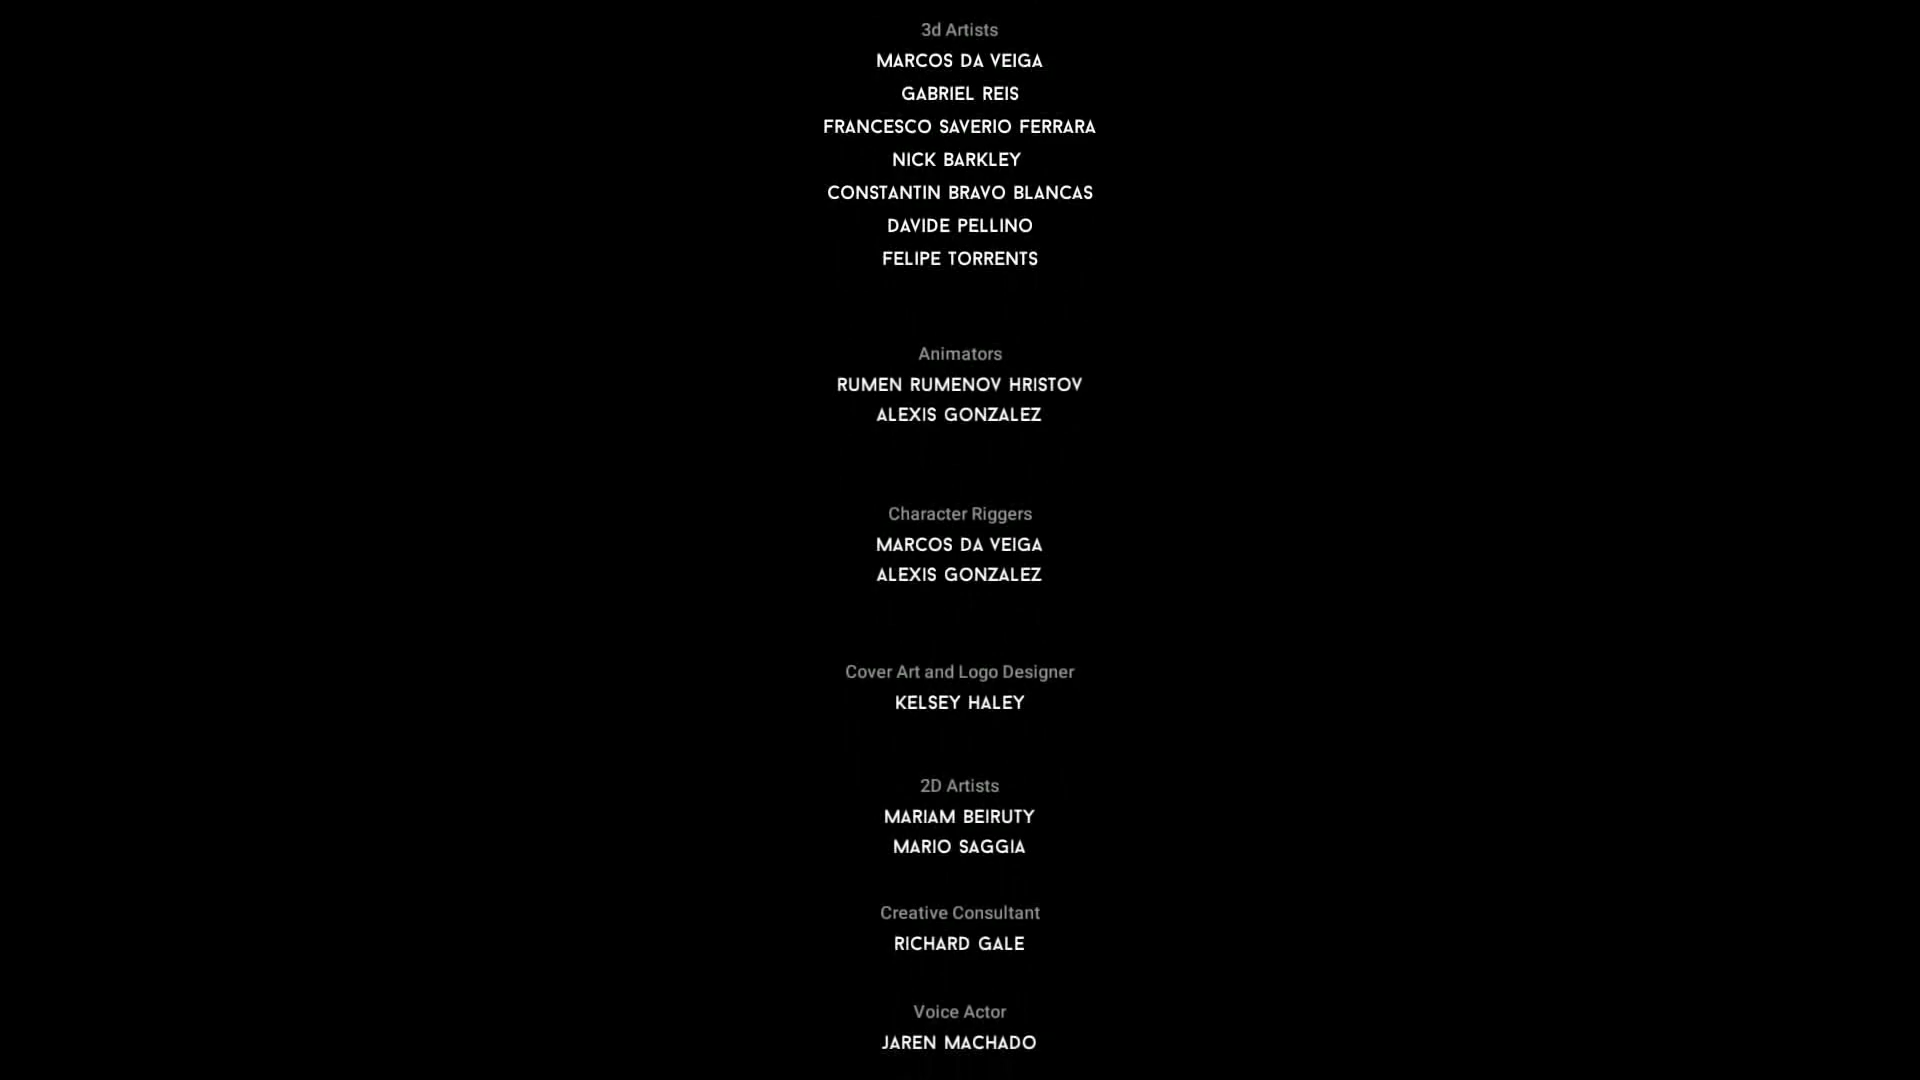 3d Artists
MARCOS DA VEIGA
GABRIEL REIS
FRANCESCO SAVERIO FERRARA
NICK BARKLEY
CONSTANTIN BRAVO BLANCAS
DAVIDE PELLINO
FELIPE TORRENTS
Animators
RUMEN RUMENOV HRISTOV
ALEXIS GONZALEZ
Character Riggers
MARCOS DA VEIGA
ALEXIS GONZALEZ
Cover Art and Logo Designer
KELSEY HALEY
2D Artists
MARIAM BEIRUTY
MARIO SAGGIA
Creative Consultant
RICHARD GALE
Voice Actor
JAREN MACHADO